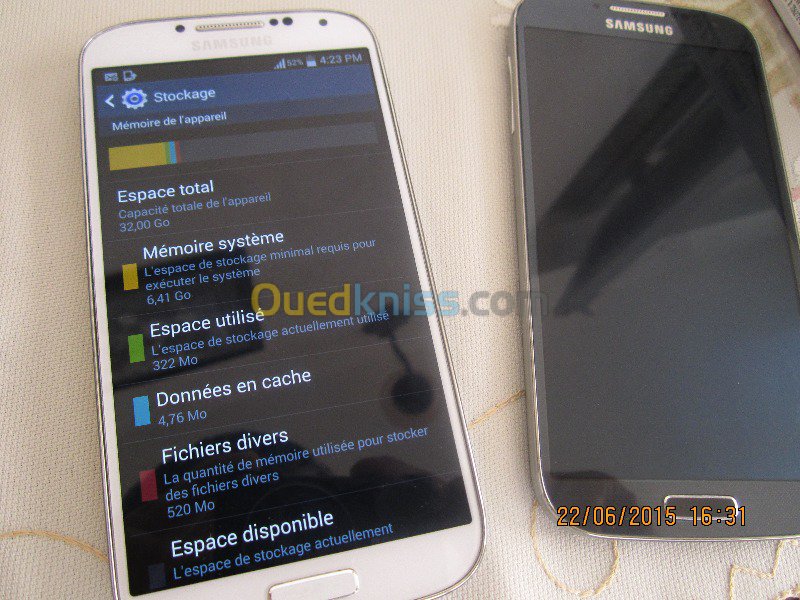 SAMSUNG
52% 4:23 PM
Stockage
Mémoire de l'appareil
Espace total
Capacité totale de l'appareil
32,00 Go
Mémoire système
L'espace de stockage minimal requis pour
exécuter le système
6,41 Go
Espace utilisé
L'espace de stockage actuellement utilisé
322 Mo
Données en cache
4,76 Mo
Fichiers divers
La quantité de mémoire utilisée pour stocker
des fichiers divers
520 Mo
Espace disponible
L'espace de stockage actuellement
SAMSUNG
Ouedkniss.com
22/06/2015 16:31